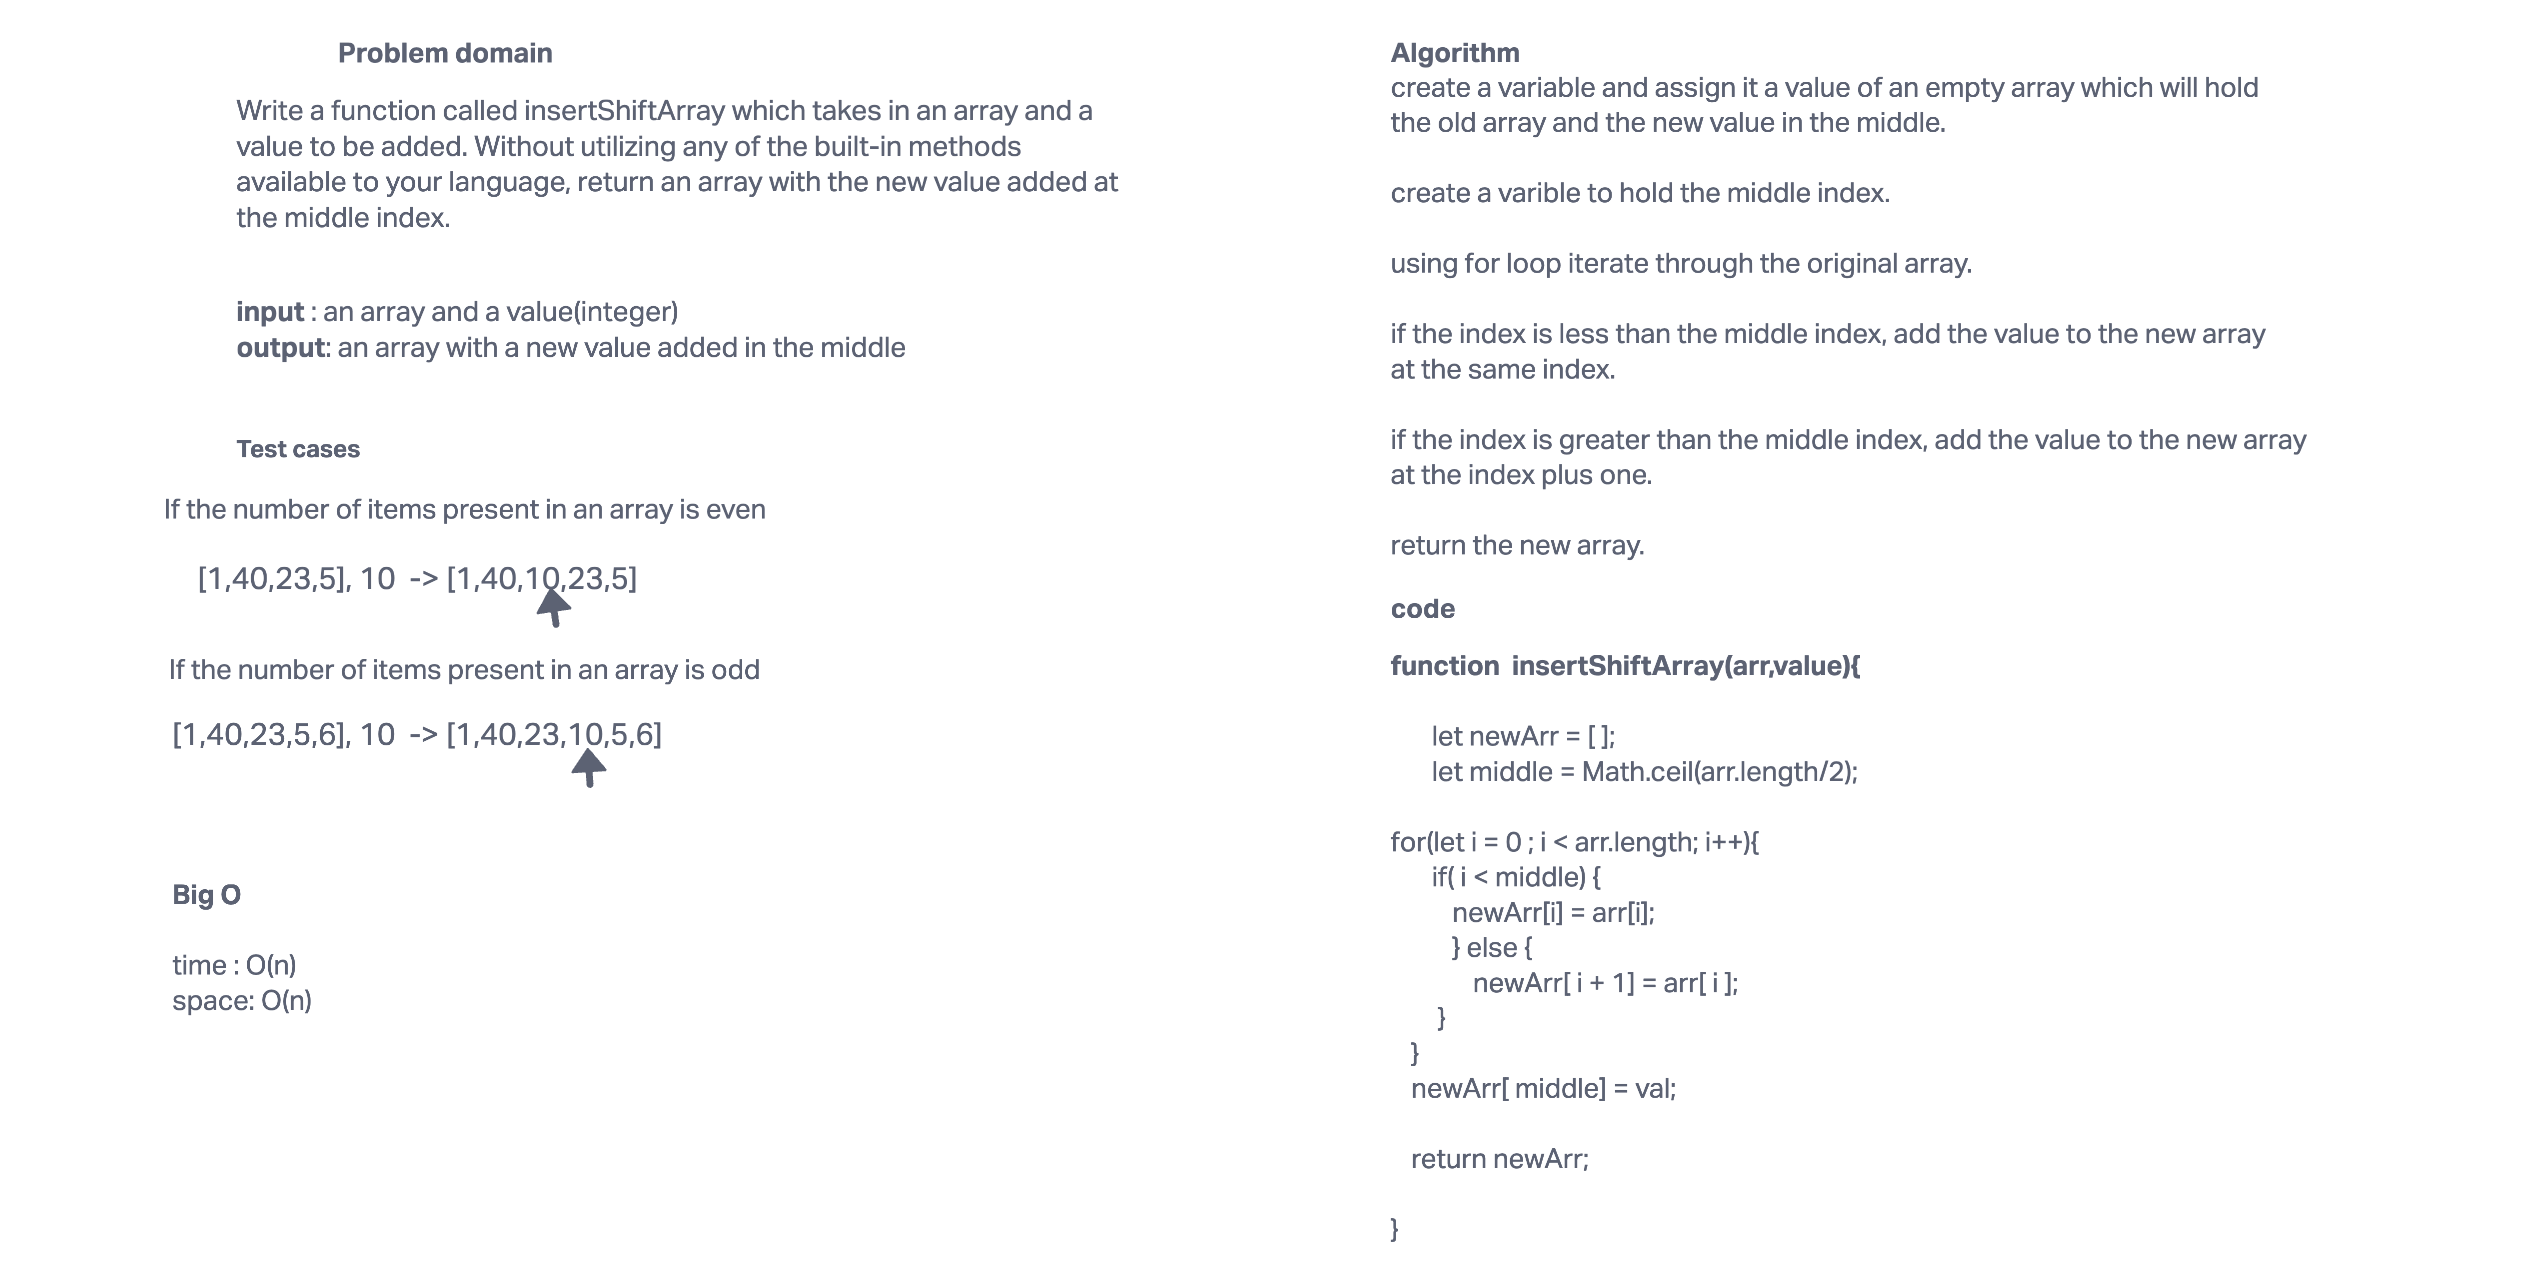 Problem domain
Write a function called insertShiftArray which takes in an array and a
value to be added. Without utilizing any of the built-in methods
available to your language, return an array with the new value added at
the middle index.
input : an array and a value(integer)
output: an array with a new value added in the middle
Test cases
If the number of items present in an array is even
[1,40,23,5], 10 -> [1,40,10,23,5]
If the number of items present in an array is odd
[1,40,23,5,6], 10 -> [1,40,23,10,5,6]
Big O
time : O(n)
space: O(n)
Algorithm
create a variable and assign it a value of an empty array which will hold
the old array and the new value in the middle.
create a varible to hold the middle index.
using for loop iterate through the original array.
if the index is less than the middle index, add the value to the new array
at the same index.
if the index is greater than the middle index, add the value to the new array
at the index plus one.
return the new array.
code
function insertShiftArray(arr,value){
let newArr = [ ];
let middle = Math.ceil(arr.length/2);
for(let i = 0 ; i < arr.length; i++){
if( i < middle) {
newArr[i] = arr[i];
} else {
newArr[ i + 1] = arr[ i ];
}
}
newArr[ middle] = val;
return newArr;
}